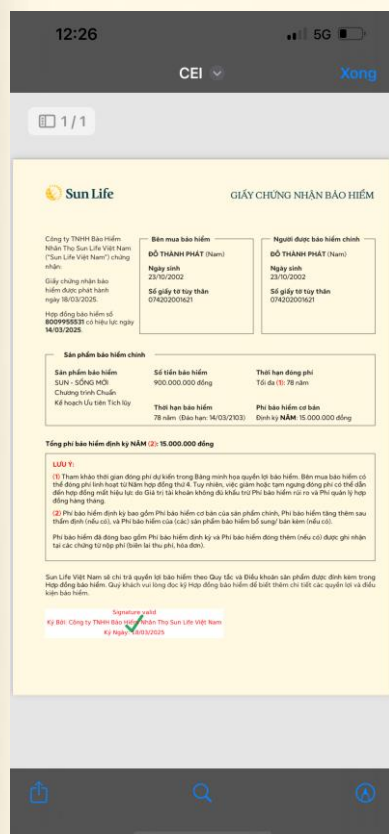 12:26
5G
CEI
Xong
1/1
Sun Life
GIẤY CHỨNG NHẬN BẢO HIỂM
Công ty TNHH Bảo Hiểm
Nhân Thọ Sun Life Việt Nam
("Sun Life Việt Nam") chứng
nhận:
Giấy chứng nhận bảo
hiểm được phát hành
ngày 18/03/2025.
Hợp đồng bảo hiểm số
8009955531 có hiệu lực ngày
14/03/2025.
Bên mua bảo hiểm
ĐỖ THÀNH PHÁT (Nam)
Ngày sinh
23/10/2002
Số giấy tờ tùy thân
074202001621
Người được bảo hiểm chính
ĐỖ THÀNH PHÁT (Nam)
Ngày sinh
23/10/2002
Số giấy tờ tùy thân
074202001621
Sản phẩm bảo hiểm chính
Sản phẩm bảo hiểm
SUN - SỐNG MỚI
Chương trình Chuẩn
Kế hoạch Ưu tiên Tích lũy
Số tiền bảo hiểm
900.000.000 đồng
Thời hạn đóng phí
Tối đa (1): 78 năm
Thời hạn bảo hiểm
78 năm (Đáo hạn: 14/03/2103)
Phí bảo hiểm cơ bản
Định kỳ NĂM: 15.000.000 đồng
Tổng phí bảo hiểm định kỳ NĂM (2): 15.000.000 đồng
LƯU Ý:
(1) Tham khảo thời gian đóng phí dự kiến trong Bảng minh họa quyền lợi bảo hiểm. Bên mua bảo hiểm có
thể đóng phí linh hoạt từ Năm hợp đồng thứ 4. Tuy nhiên, việc giảm hoặc tạm ngưng đóng phí có thể dẫn
đến hợp đồng mất hiệu lực do Giá trị tài khoản không đủ khấu trừ Phí bảo hiểm rủi ro và Phí quản lý hợp
đồng hàng tháng.
(2) Phí bảo hiểm định kỳ bao gồm Phí bảo hiểm cơ bản của sản phẩm chính, Phí bảo hiểm tăng thêm sau
thẩm định (nếu có), và Phí bảo hiểm của (các) sản phẩm bảo hiểm bổ sung/ bán kèm (nếu có).
Phí bảo hiểm đã đóng bao gồm Phí bảo hiểm định kỳ và Phí bảo hiểm đóng thêm (nếu có) được ghi nhận
tại các chứng từ nộp phí (biên lai thu phí, hóa đơn).
Sun Life Việt Nam sẽ chi trả quyền lợi bảo hiểm theo Quy tắc và Điều khoản sản phẩm được đính kèm trong
Hợp đồng bảo hiểm. Quý khách vui lòng đọc kỹ Hợp đồng bảo hiểm để biết thêm chi tiết các quyền lợi và điều
kiện bảo hiểm.
Signature valid
Ký Bởi: Công ty TNHH Bảo Hiểm Nhân Thọ Sun Life Việt Nam
Ký Ngày: 18/03/2025